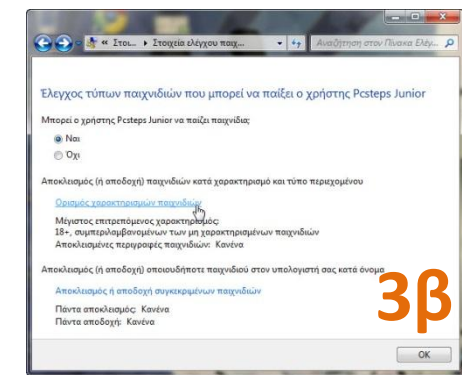 « Στοι... ▸ Στοιχεία ελέγχου παιχ...
Αναζήτηση στον Πίνακα Ελέγ...
Έλεγχος τύπων παιχνιδιών που μπορεί να παίξει ο χρήστης Pcsteps Junior
Μπορεί ο χρήστης Pcsteps Junior να παίζει παιχνίδια;
Ναι
Όχι
Αποκλεισμός (ή αποδοχή) παιχνιδιών κατά χαρακτηρισμό και τύπο περιεχομένου
Ορισμός χαρακτηρισμών παιχνιδιών
Μέγιστος επιτρεπόμενος χαρακτηρισμός:
18+, συμπεριλαμβανομένων των μη χαρακτηρισμένων παιχνιδιών
Αποκλεισμένες περιγραφές παιχνιδιών: Κανένα
Αποκλεισμός (ή αποδοχή) οποιουδήποτε παιχνιδιού στον υπολογιστή σας κατά όνομα
Αποκλεισμός ή αποδοχή συγκεκριμένων παιχνιδιών
Πάντα αποκλεισμός: Κανένα
Πάντα αποδοχή: Κανένα
3β
OK